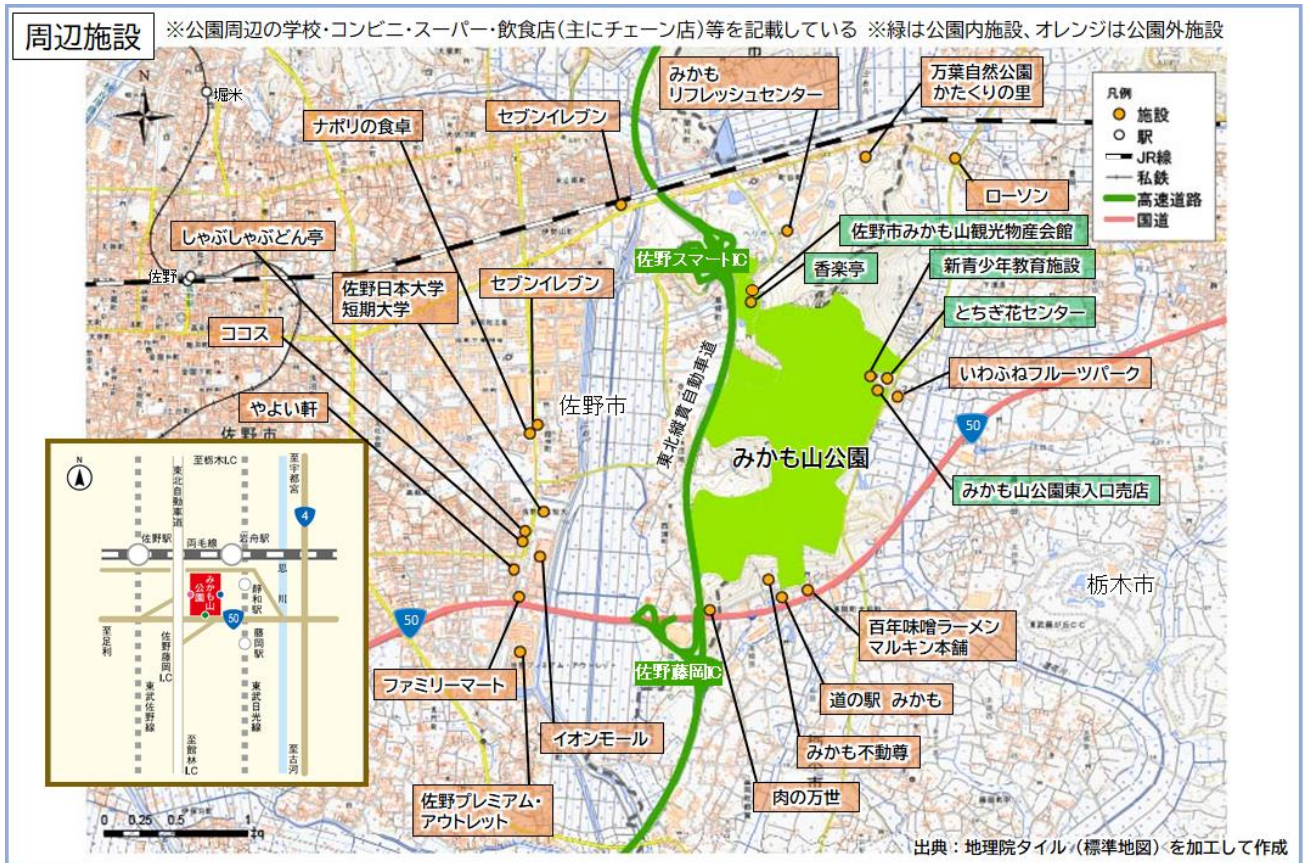 周辺施設
※公園周辺の学校・コンビニ・スーパー・飲食店(主にチェーン店)等を記載している ※緑は公園内施設、オレンジは公園外施設
N
堀米
ナポリの食卓
セブンイレブン
みかも
リフレッシュセンター
万葉自然公園
かたくりの里
凡例
施設
駅
JR線
私鉄
高速道路
国道
ローソン
しゃぶしゃぶどん亭
佐野スマートIC
佐野市みかも山観光物産会館
香楽亭
新青少年教育施設
佐野
佐野日本大学
短期大学
セブンイレブン
とちぎ花センター
ココス
いわふねフルーツパーク
やよい軒
佐野市
佐野市
東北縦貫自動車道
50
みかも山公園
みかも山公園東入口売店
栃木市
50
百年味噌ラーメン
マルキン本舗
佐野藤岡IC
ファミリーマート
道の駅 みかも
イオンモール
みかも不動尊
佐野プレミアム・
アウトレット
肉の万世
N
至栃木I.C
東北自動車道
至宇都宮
4
佐野駅
両毛線
岩舟駅
思川
みかも山
公園
静和駅
50
至足利
佐野藤岡I.C
藤岡駅
東武佐野線
東武日光線
至館林I.C
至古河
0 0.25 0.5 1
出典:地理院タイル(標準地図)を加工して作成